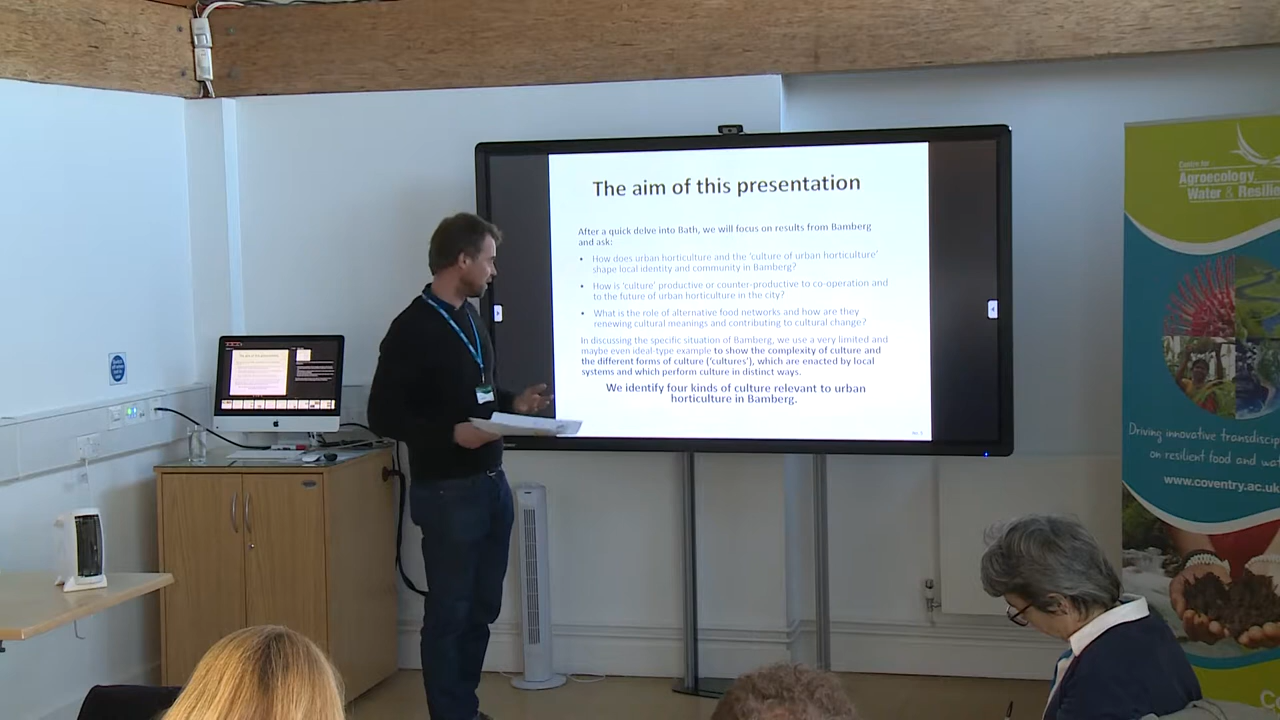 The aim of this presentation
After a quick delve into Bath, we will focus on results from Bamberg
and ask:
• How does urban horticulture and the 'culture of urban horticulture'
shape local identity and community in Bamberg?
• How is 'culture' productive or counter-productive to co-operation and
to the future of urban horticulture in the city?
• What is the role of alternative food networks and how are they
renewing cultural meanings and contributing to cultural change?
In discussing the specific situation of Bamberg, we use a very limited and
maybe even ideal-type example to show the complexity of culture and
the different forms of culture ('cultures'), which are enacted by local
systems and which perform culture in distinct ways.
We identify four kinds of culture relevant to urban
horticulture in Bamberg.
Centre for
Agroecology
Water & Resilie
Driving innovative transdiscip
on resilient food and wat
www.coventry.ac.uk